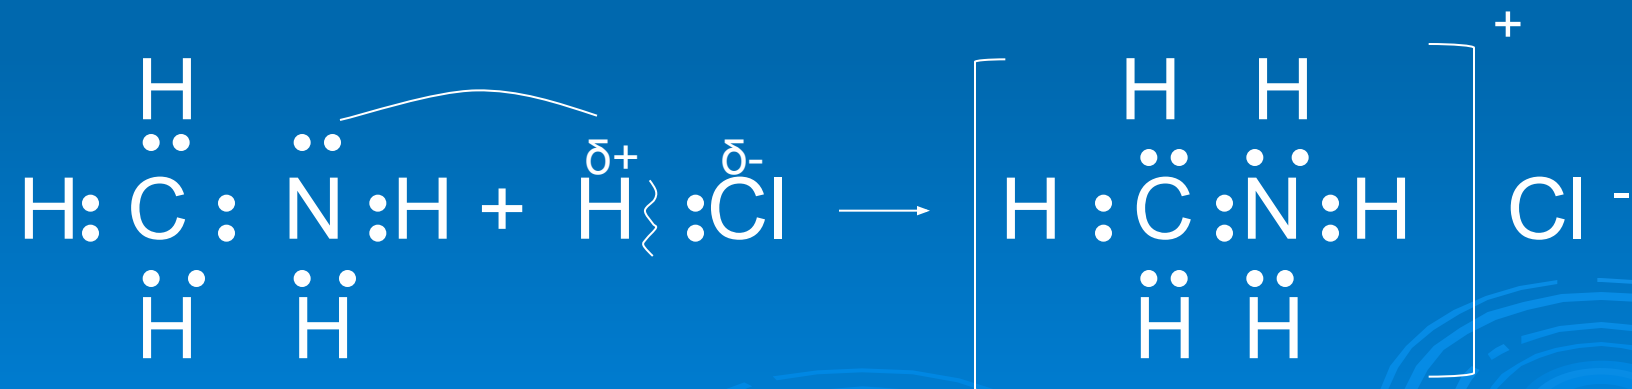 +
H H H
δ+ δ-
H: C : N :H + H :Cl → H : C : N : H Cl -
H H H H